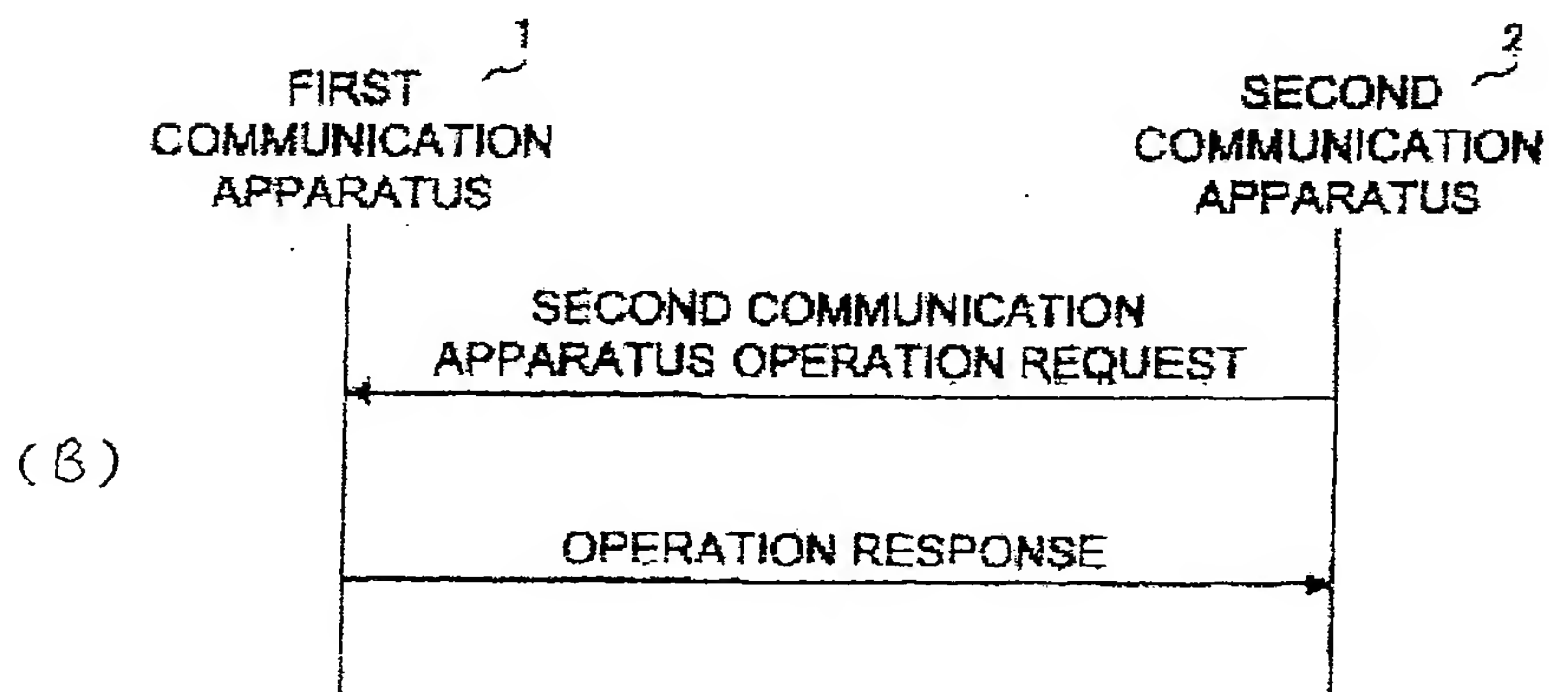 1
FIRST
COMMUNICATION
APPARATUS
2
SECOND
COMMUNICATION
APPARATUS
SECOND COMMUNICATION
APPARATUS OPERATION REQUEST
(B)
OPERATION RESPONSE